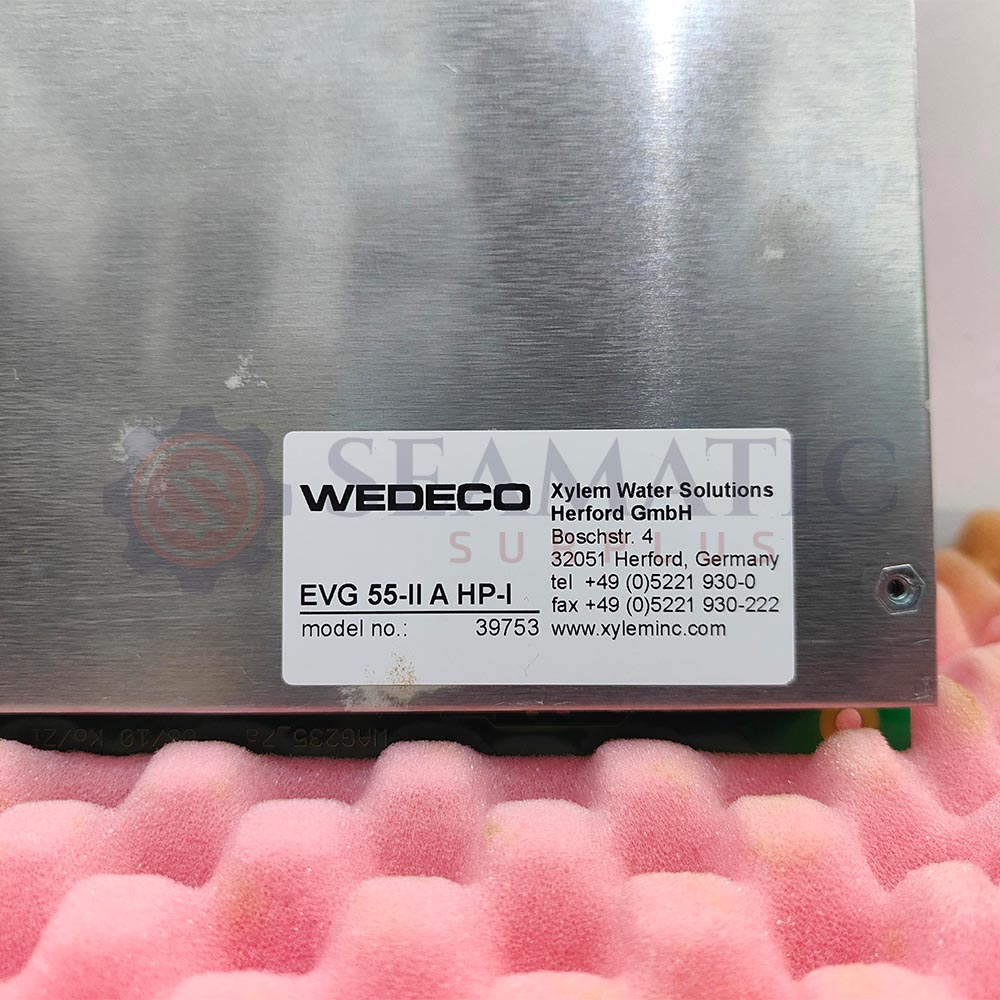 SEAMATIC
SURPLUS
WEDECO
Xylem Water Solutions
Herford GmbH
Boschstr. 4
32051 Herford, Germany
tel +49 (0)5221 930-0
fax +49 (0)5221 930-222
www.xyleminc.com
EVG 55-II A HP-I
model no.: 39753